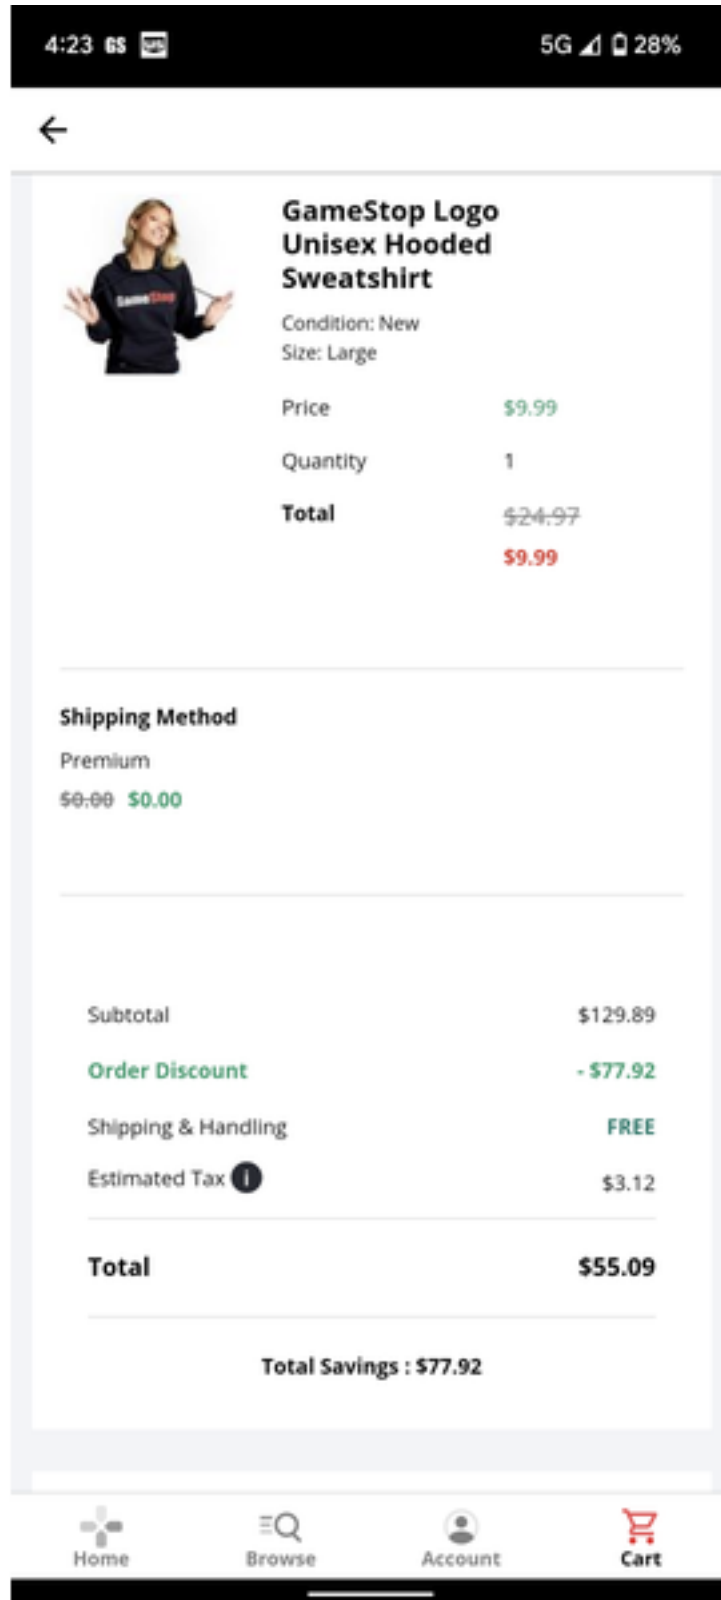 4:23 GS
5G 28%
GameStop
GameStop Logo
Unisex Hooded
Sweatshirt
Condition: New
Size: Large
Price $9.99
Quantity 1
Total $24.97
$9.99
Shipping Method
Premium
$0.00 $0.00
Subtotal $129.89
Order Discount - $77.92
Shipping & Handling FREE
Estimated Tax i $3.12
Total $55.09
Total Savings : $77.92
Home Browse Account Cart